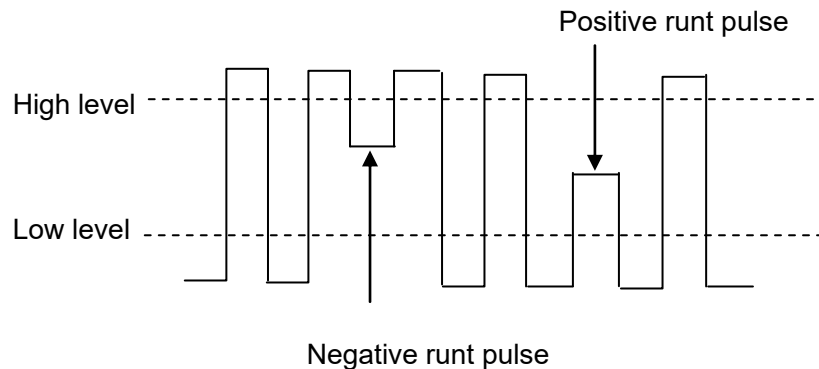 Positive runt pulse
High level
Low level
Negative runt pulse